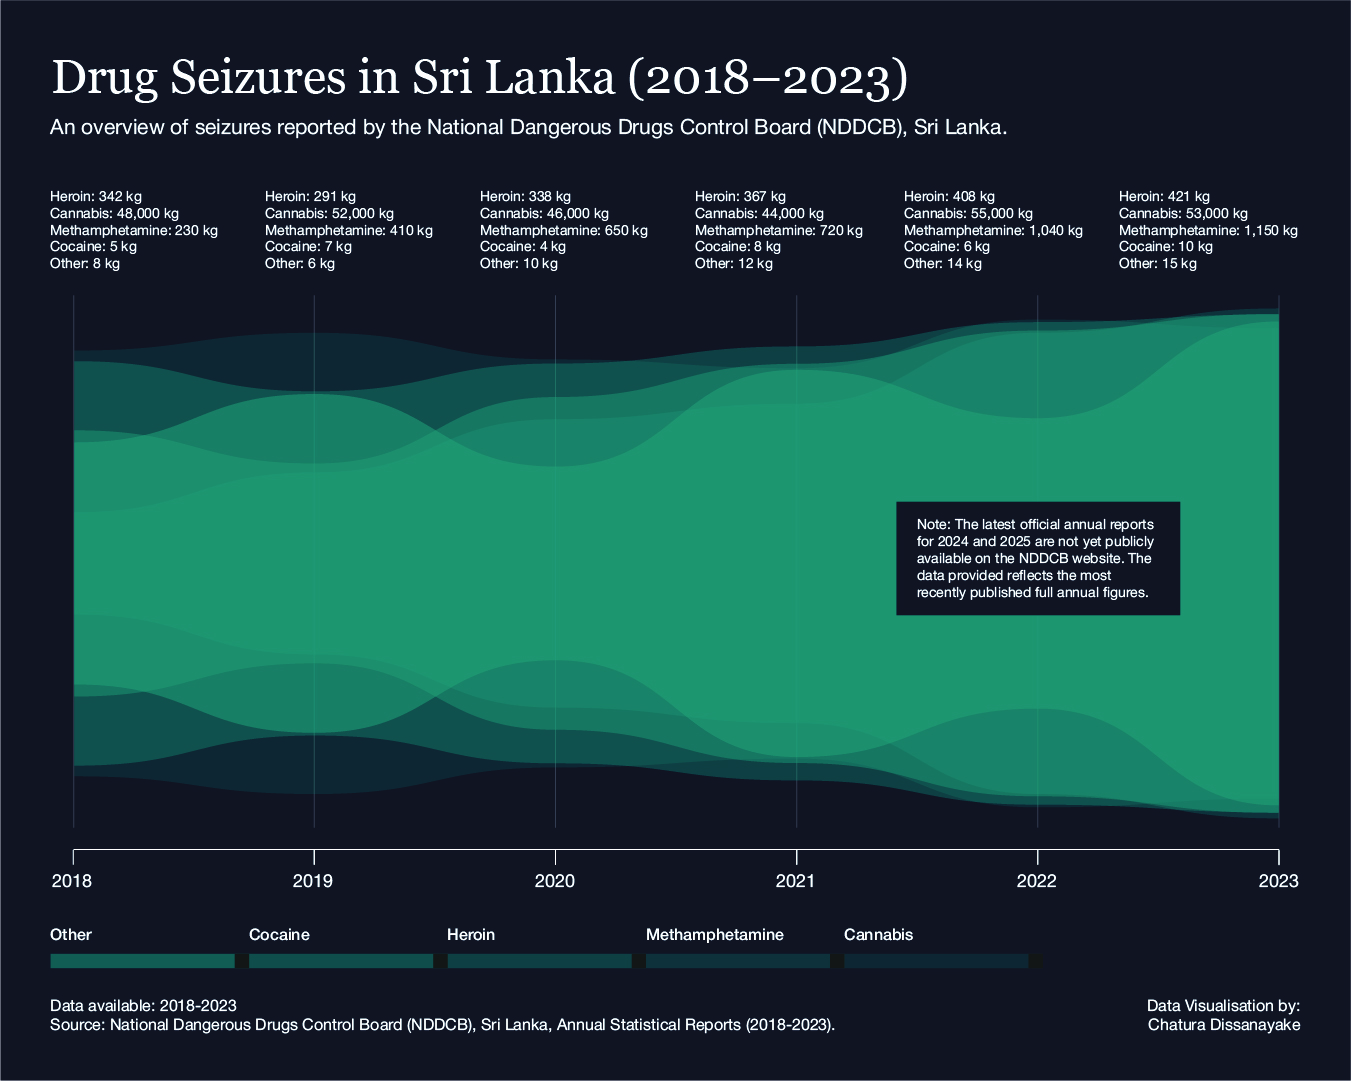 Drug Seizures in Sri Lanka (2018–2023)
An overview of seizures reported by the National Dangerous Drugs Control Board (NDDCB), Sri Lanka.
Heroin: 342 kg
Cannabis: 48,000 kg
Methamphetamine: 230 kg
Cocaine: 5 kg
Other: 8 kg
Heroin: 291 kg
Cannabis: 52,000 kg
Methamphetamine: 410 kg
Cocaine: 7 kg
Other: 6 kg
Heroin: 338 kg
Cannabis: 46,000 kg
Methamphetamine: 650 kg
Cocaine: 4 kg
Other: 10 kg
Heroin: 367 kg
Cannabis: 44,000 kg
Methamphetamine: 720 kg
Cocaine: 8 kg
Other: 12 kg
Heroin: 408 kg
Cannabis: 55,000 kg
Methamphetamine: 1,040 kg
Cocaine: 6 kg
Other: 14 kg
Heroin: 421 kg
Cannabis: 53,000 kg
Methamphetamine: 1,150 kg
Cocaine: 10 kg
Other: 15 kg
Note: The latest official annual reports
for 2024 and 2025 are not yet publicly
available on the NDDCB website. The
data provided reflects the most
recently published full annual figures.
2018 2019 2020 2021 2022 2023
Other Cocaine Heroin Methamphetamine Cannabis
Data available: 2018-2023
Source: National Dangerous Drugs Control Board (NDDCB), Sri Lanka, Annual Statistical Reports (2018-2023).
Data Visualisation by:
Chatura Dissanayake